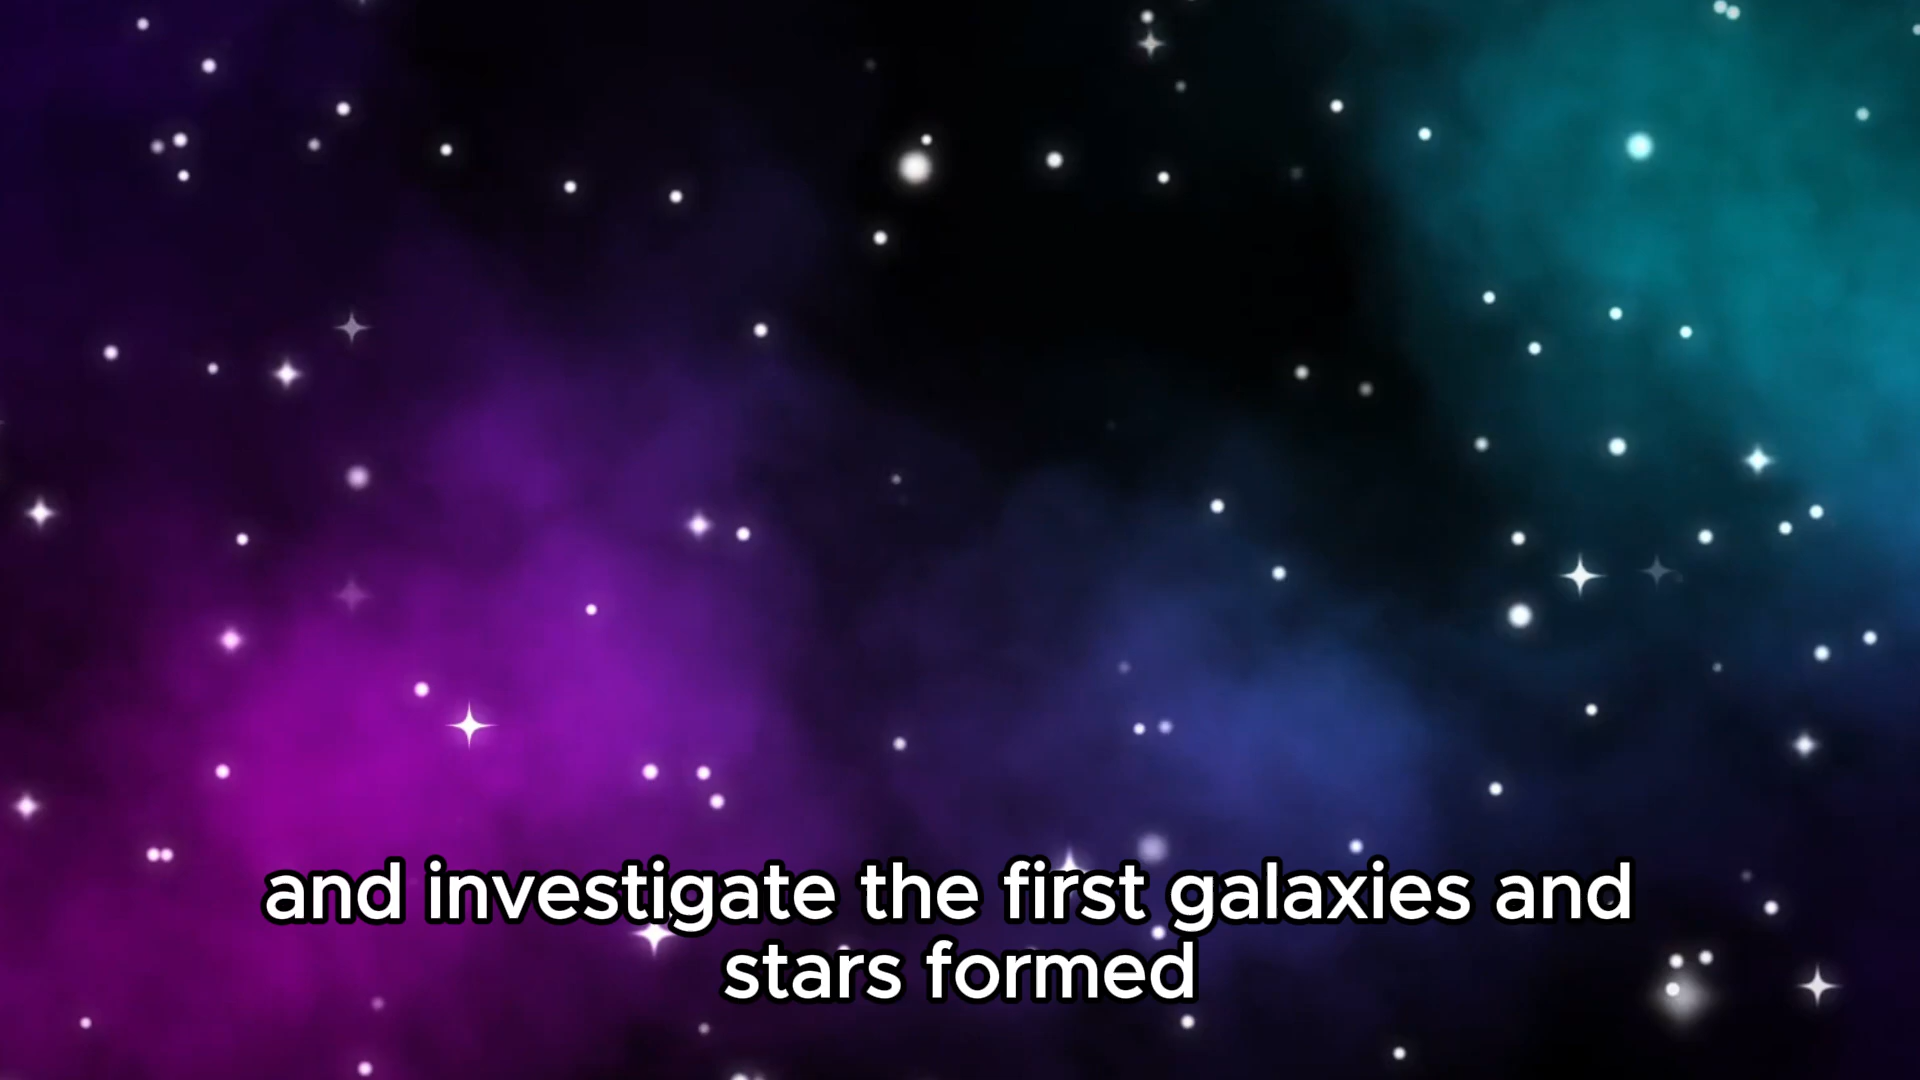 and investigate the first galaxies and
stars formed